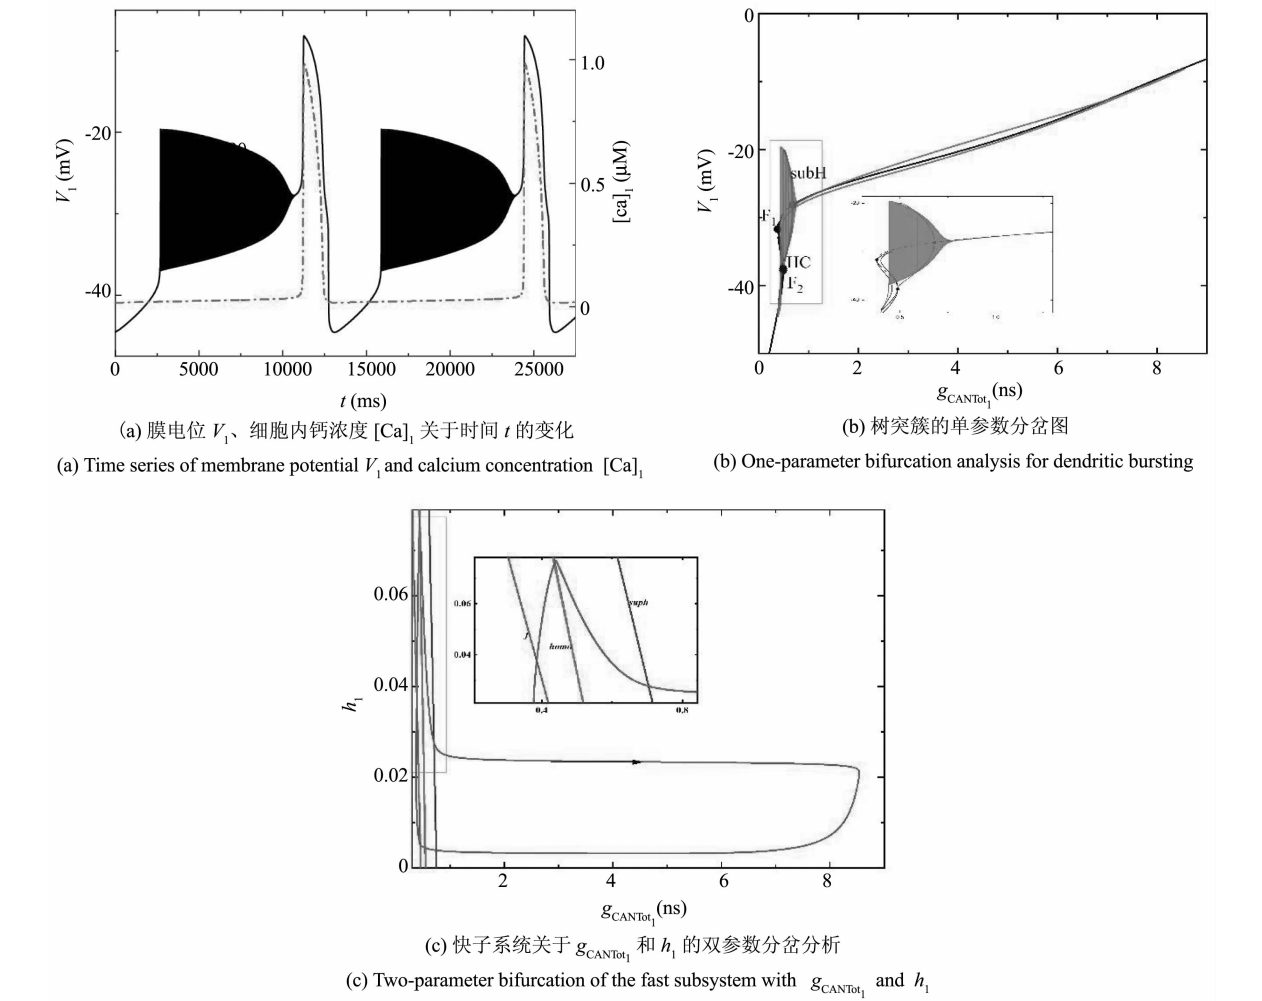 V₁ (mV)
-20
-40
1.0
0.5
0
[ca]₁ (μM)
0 5000 10000 15000 20000 25000
t (ms)
(a) 膜电位 V₁、细胞内钙浓度 [Ca]₁ 关于时间 t 的变化
(a) Time series of membrane potential V₁ and calcium concentration [Ca]₁
V₁ (mV)
0
-20
-40
subH
F₁
HC
F₂
0.5 1.0
0 2 4 6 8
gCANTot₁(ns)
(b) 树突簇的单参数分岔图
(b) One-parameter bifurcation analysis for dendritic bursting
h₁
0.06
0.04
0.02
0
0.06
0.04
f
homo
suph
0.4 0.8
2 4 6 8
gCANTot₁(ns)
(c) 快子系统关于 gCANTot₁ 和 h₁ 的双参数分岔分析
(c) Two-parameter bifurcation of the fast subsystem with gCANTot₁ and h₁